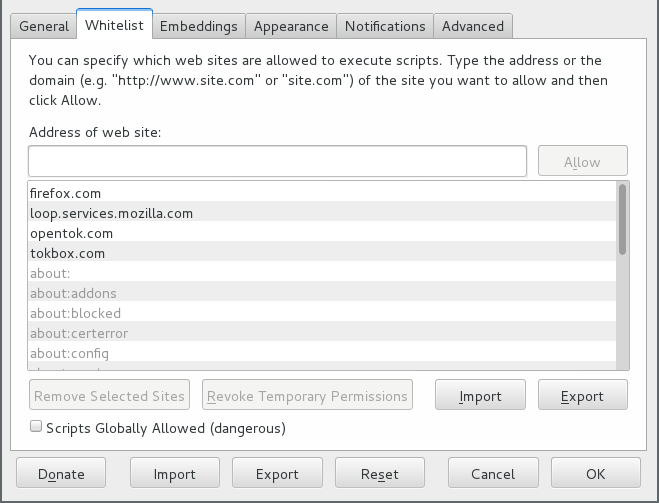 General Whitelist Embeddings Appearance Notifications Advanced
You can specify which web sites are allowed to execute scripts. Type the address or the
domain (e.g. "http://www.site.com" or "site.com") of the site you want to allow and then
click Allow.
Address of web site:
Allow
firefox.com
loop.services.mozilla.com
opentok.com
tokbox.com
about:
about:addons
about:blocked
about:certerror
about:config
Remove Selected Sites Revoke Temporary Permissions Import Export
Scripts Globally Allowed (dangerous)
Donate Import Export Reset Cancel OK